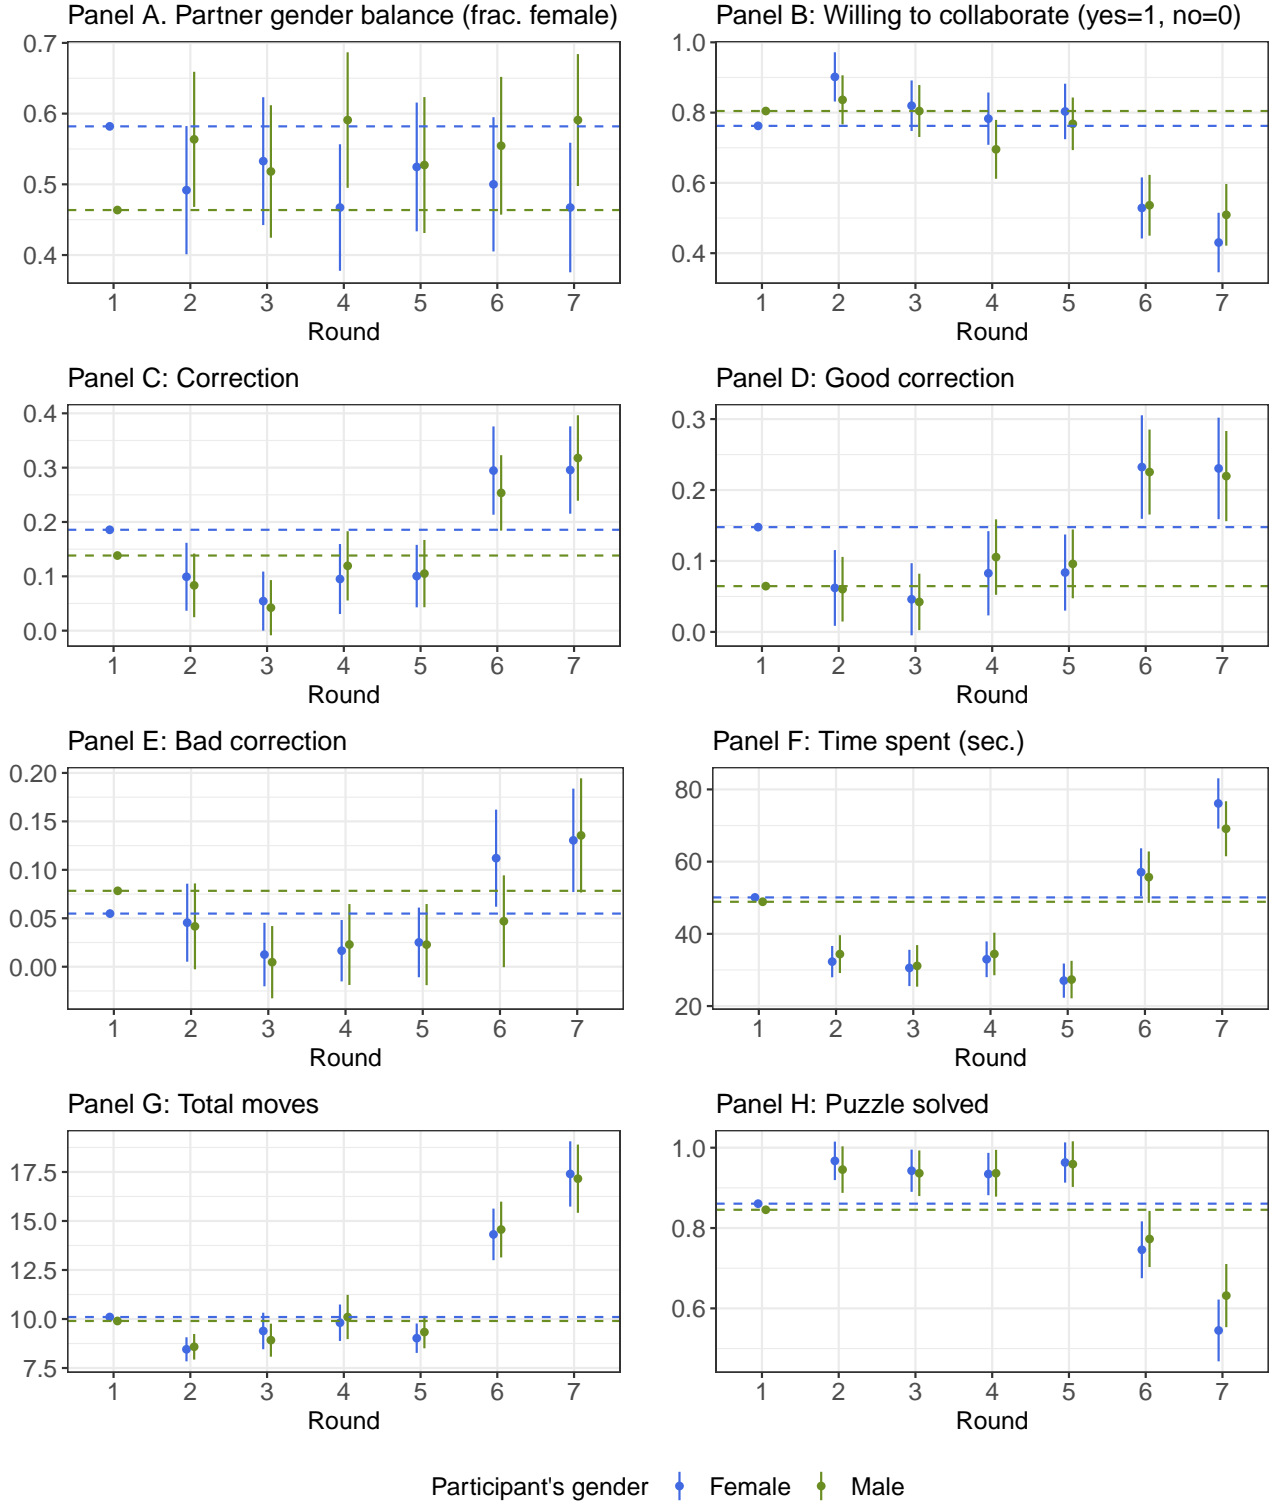 Panel A. Partner gender balance (frac. female)
0.7
0.6
0.5
0.4
1 2 3 4 5 6 7
Round
Panel B: Willing to collaborate (yes=1, no=0)
1.0
0.8
0.6
0.4
1 2 3 4 5 6 7
Round
Panel C: Correction
0.4
0.3
0.2
0.1
0.0
1 2 3 4 5 6 7
Round
Panel D: Good correction
0.3
0.2
0.1
0.0
1 2 3 4 5 6 7
Round
Panel E: Bad correction
0.20
0.15
0.10
0.05
0.00
1 2 3 4 5 6 7
Round
Panel F: Time spent (sec.)
80
60
40
20
1 2 3 4 5 6 7
Round
Panel G: Total moves
17.5
15.0
12.5
10.0
7.5
1 2 3 4 5 6 7
Round
Panel H: Puzzle solved
1.0
0.8
0.6
1 2 3 4 5 6 7
Round
Participant's gender Female Male